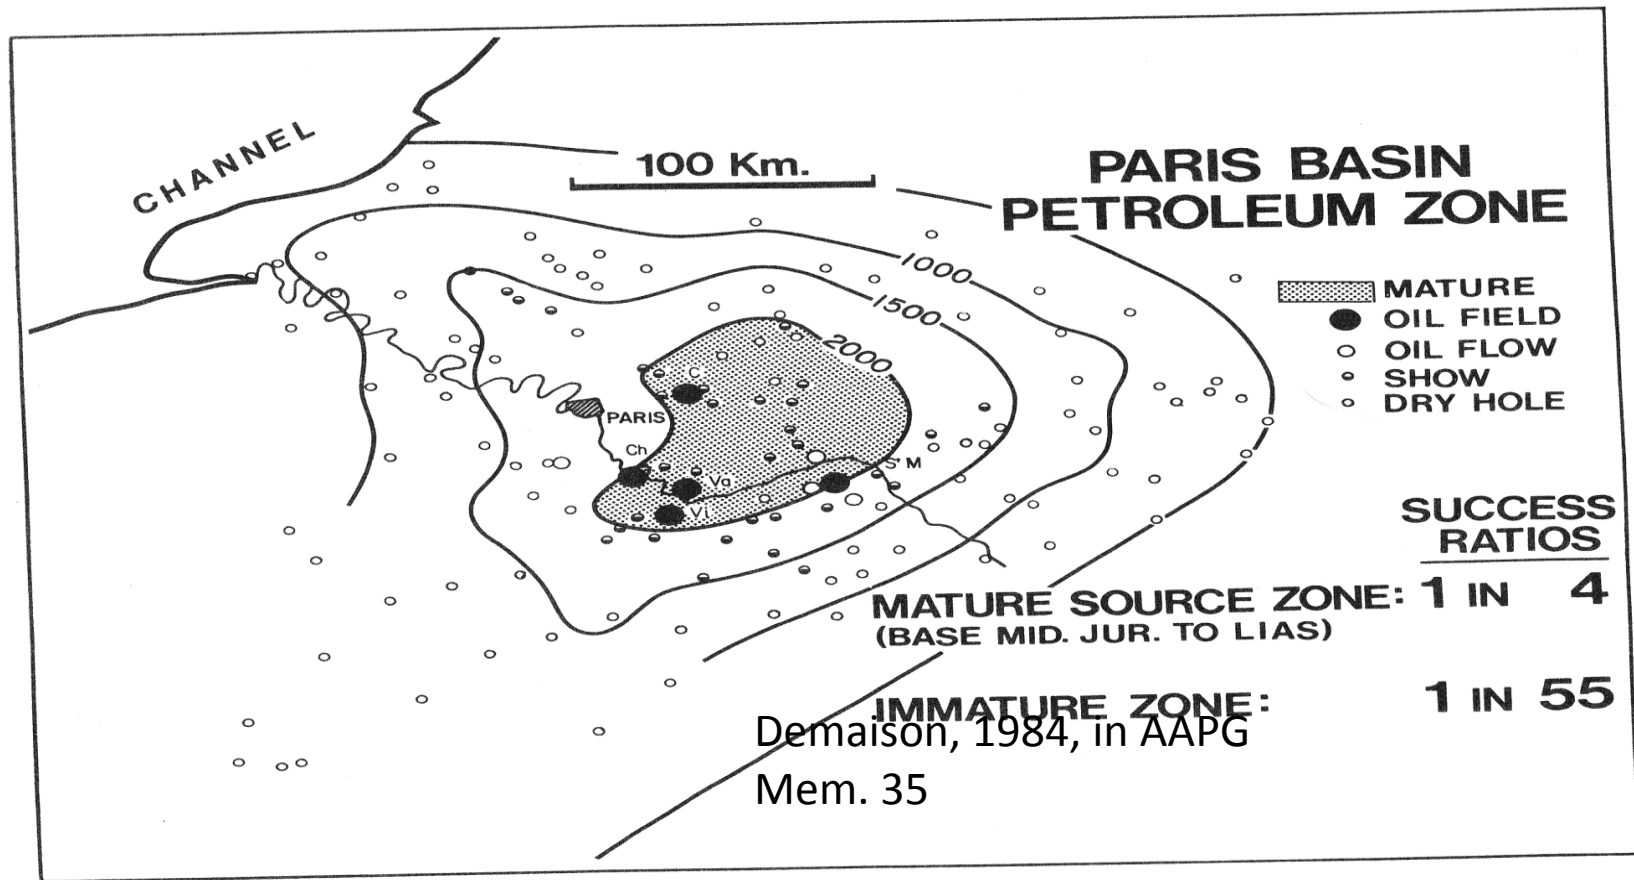 CHANNEL
100 Km.
PARIS BASIN
PETROLEUM ZONE
1000
1500
2000
MATURE
OIL FIELD
OIL FLOW
SHOW
DRY HOLE
C
PARIS
Ch
Va
Vi
St M
SUCCESS
RATIOS
MATURE SOURCE ZONE: 1 IN 4
(BASE MID. JUR. TO LIAS)
IMMATURE ZONE: 1 IN 55
Demaison, 1984, in AAPG
Mem. 35